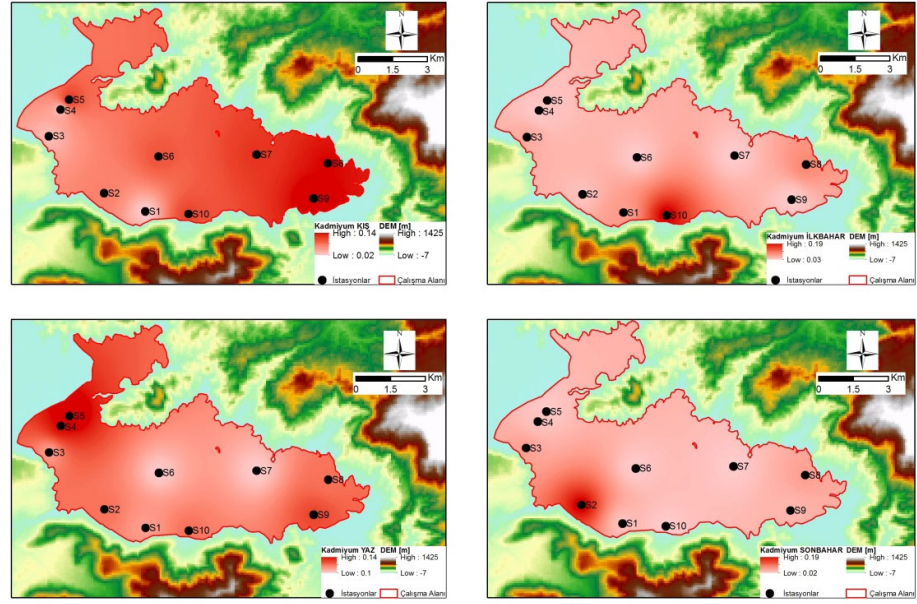 N
Km
0 1.5 3
S5
S4
S3
S6
S7
S8
S2
S9
S1
S10
Kadmiyum KIŞ DEM [m]
High : 0.14 High : 1425
Low : 0.02 Low : -7
İstasyonlar Çalışma Alanı
N
Km
0 1.5 3
S5
S4
S3
S6
S7
S8
S2
S9
S1
S10
Kadmiyum İLKBAHAR DEM [m]
High : 0.19 High : 1425
Low : 0.03 Low : -7
İstasyonlar Çalışma Alanı
N
Km
0 1.5 3
S5
S4
S3
S6
S7
S8
S2
S9
S1
S10
Kadmiyum YAZ DEM [m]
High : 0.14 High : 1425
Low : 0.1 Low : -7
İstasyonlar Çalışma Alanı
N
Km
0 1.5 3
S5
S4
S3
S6
S7
S8
S2
S9
S1
S10
Kadmiyum SONBAHAR DEM [m]
High : 0.19 High : 1425
Low : 0.02 Low : -7
İstasyonlar Çalışma Alanı